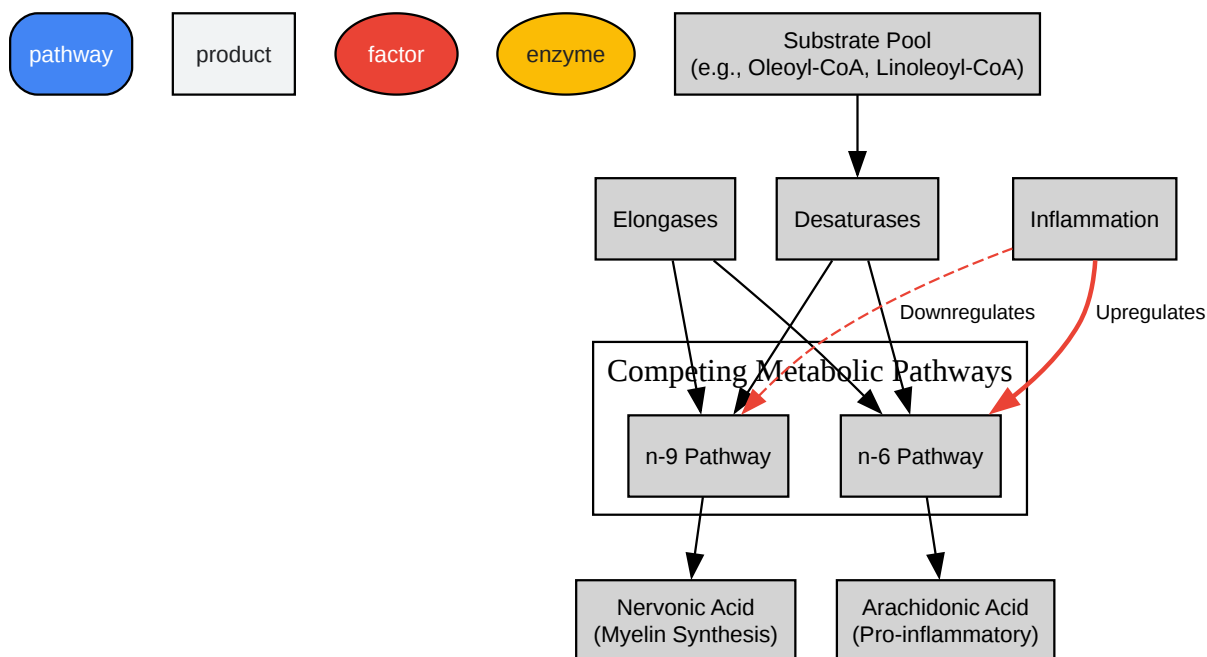 pathway
product
factor
enzyme
Substrate Pool
(e.g., Oleoyl-CoA, Linoleoyl-CoA)
Elongases
Desaturases
Inflammation
Downregulates
Upregulates
Competing Metabolic Pathways
n-9 Pathway
n-6 Pathway
Nervonic Acid
(Myelin Synthesis)
Arachidonic Acid
(Pro-inflammatory)